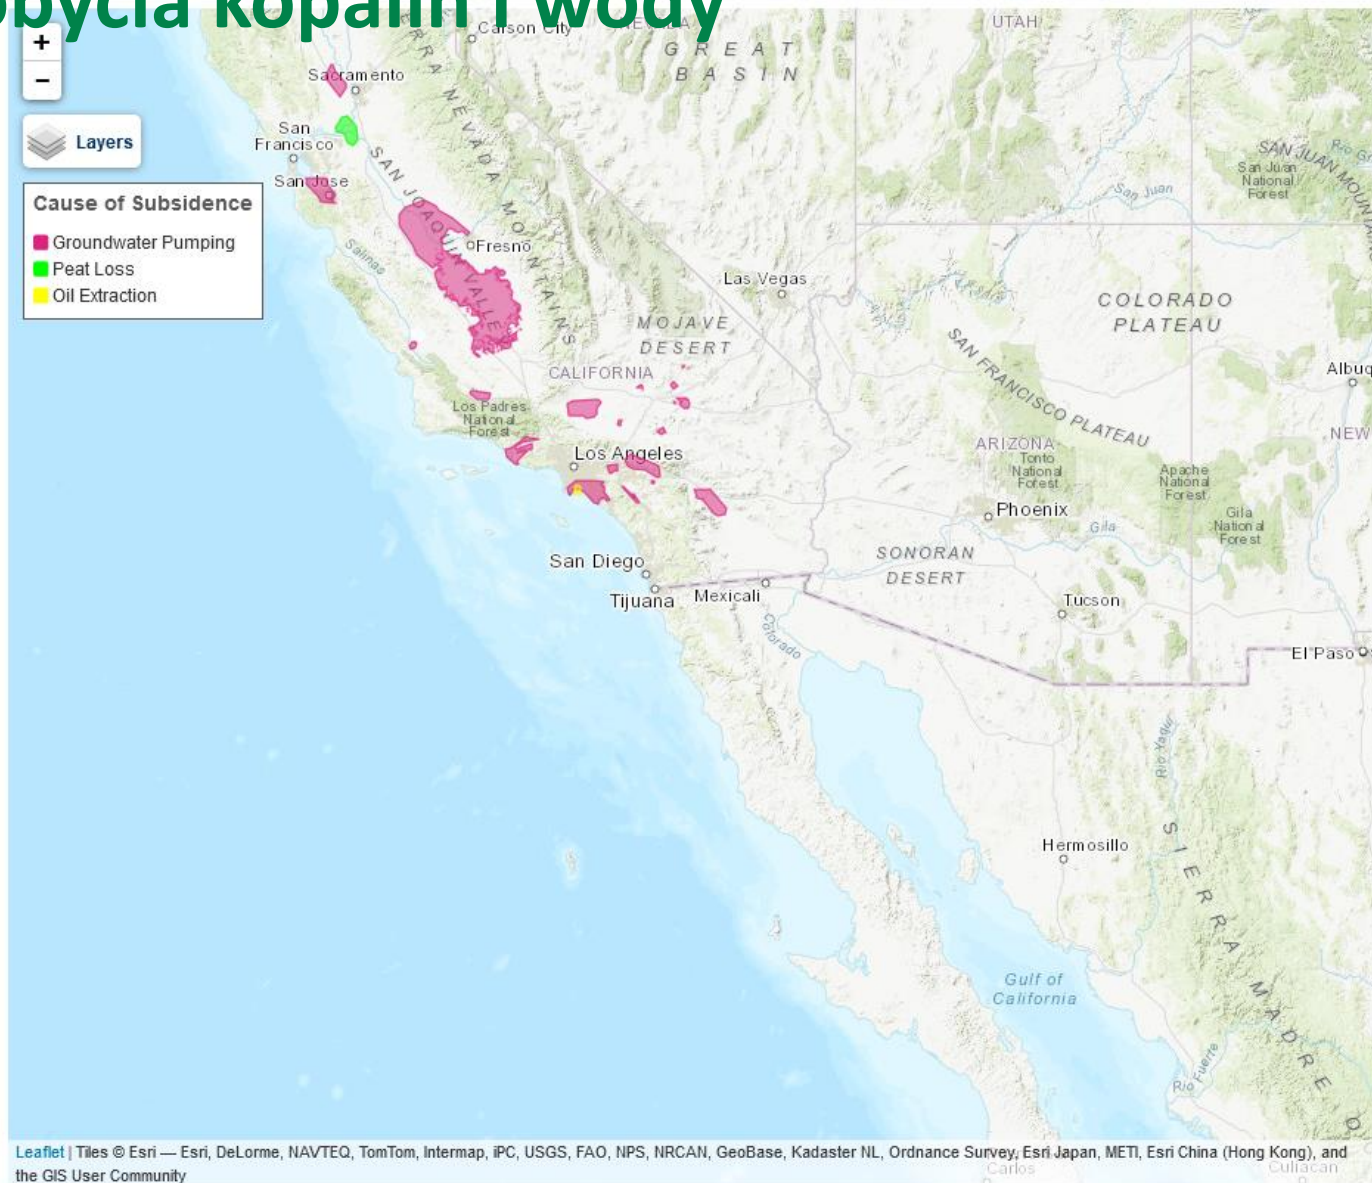 obycia kopalin i wody
+
−
Layers
Cause of Subsidence
Groundwater Pumping
Peat Loss
Oil Extraction
Carson City
NEVADA
UTAH
GREAT
BASIN
Sacramento
SIERRA NEVADA MOUNTAINS
San
Francisco
San Jose
SAN JOAQUIN VALLEY
Salinas
Fresno
Las Vegas
MOJAVE
DESERT
CALIFORNIA
Los Padres
National
Forest
Los Angeles
San Diego
Tijuana
Mexicali
Colorado
San Juan
SAN JUAN MOUNTA
San Juan
National
Forest
COLORADO
PLATEAU
SAN FRANCISCO PLATEAU
Albuq
NEW
ARIZONA
Tonto
National
Forest
Apache
National
Forest
Gila
National
Forest
Phoenix
Gila
SONORAN
DESERT
Tucson
El Paso
Rio Yaqui
Hermosillo
SIERRA MADRE O
Gulf of
California
Rio Fuerte
Carlos
Culiacan
Leaflet | Tiles © Esri — Esri, DeLorme, NAVTEQ, TomTom, Intermap, iPC, USGS, FAO, NPS, NRCAN, GeoBase, Kadaster NL, Ordnance Survey, Esri Japan, METI, Esri China (Hong Kong), and
the GIS User Community